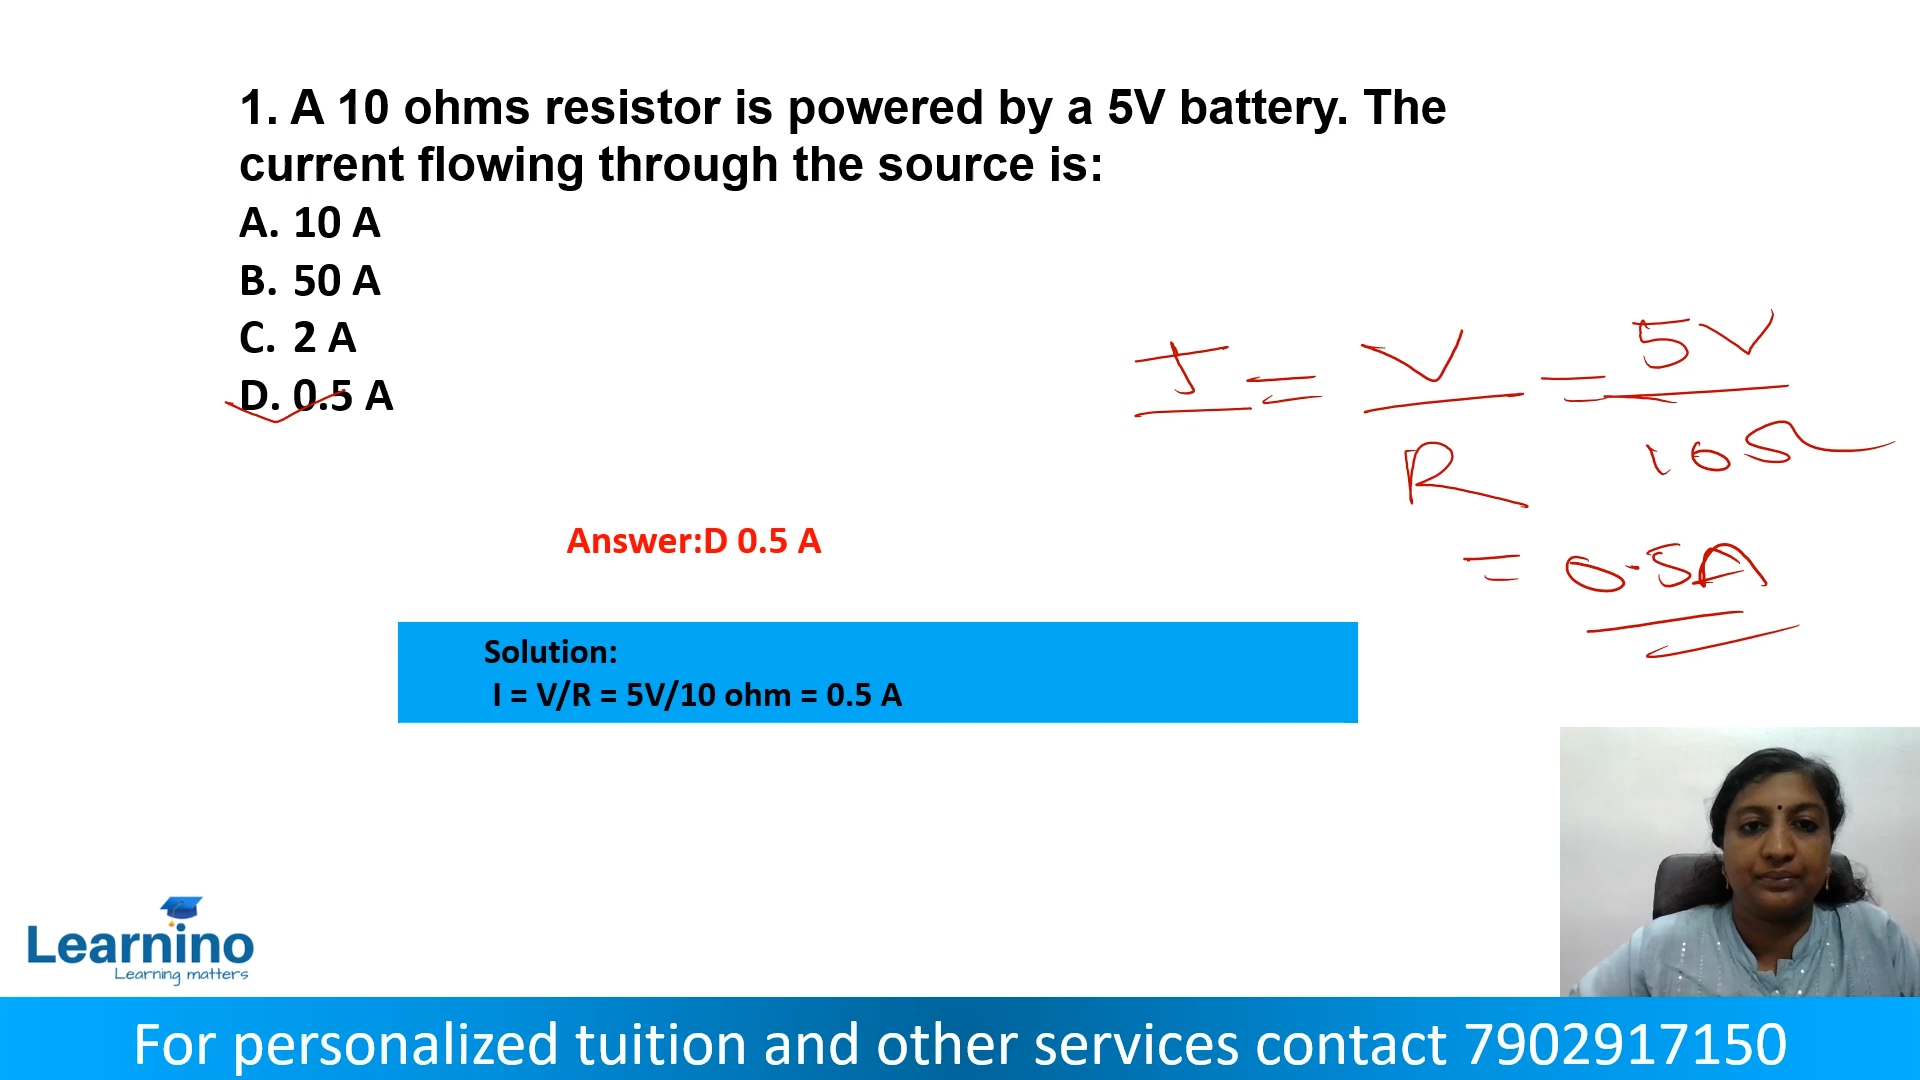 1. A 10 ohms resistor is powered by a 5V battery. The
current flowing through the source is:
A. 10 A
B. 50 A
C. 2 A
D. 0.5 A
I = V/R = 5V/10Ω
= 0.5A
Answer:D 0.5 A
Solution:
I = V/R = 5V/10 ohm = 0.5 A
Learnino
Learning matters
For personalized tuition and other services contact 7902917150